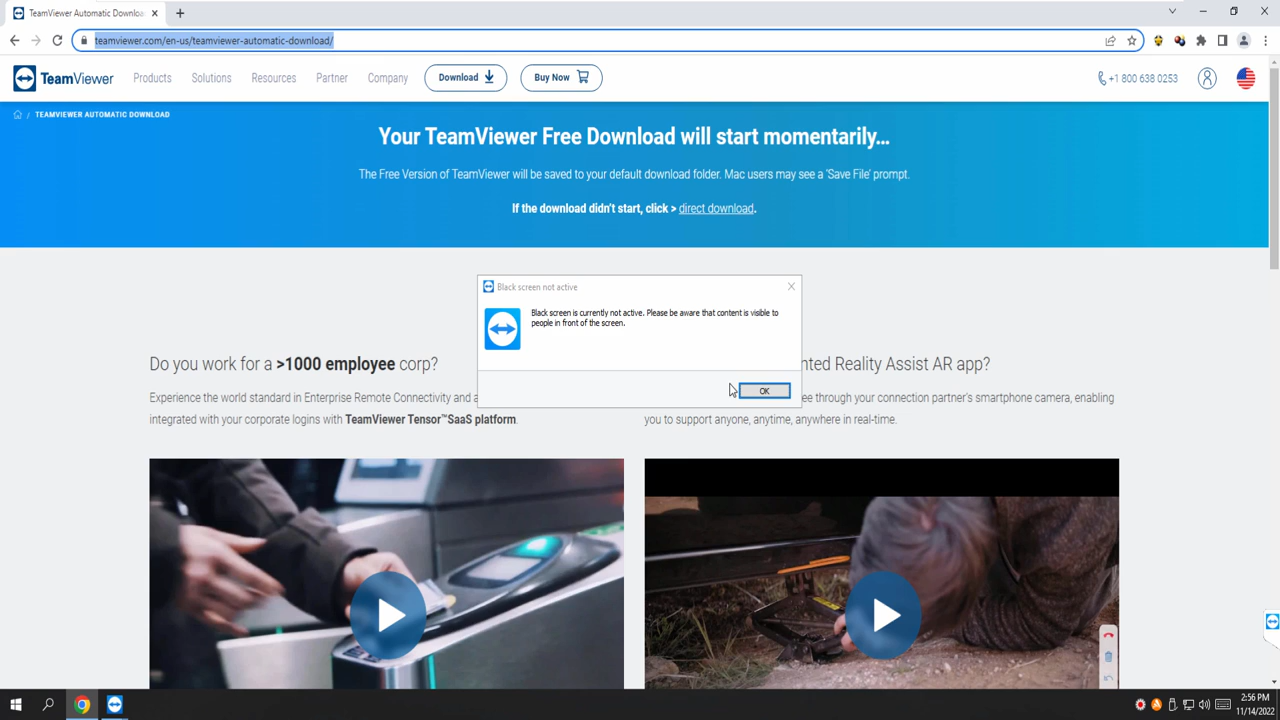 TeamViewer Automatic Downloa
teamviewer.com/en-us/teamviewer-automatic-download/
TeamViewer
Products
Solutions
Resources
Partner
Company
Download
Buy Now
+1 800 638 0253
/ TEAMVIEWER AUTOMATIC DOWNLOAD
Your TeamViewer Free Download will start momentarily...
The Free Version of TeamViewer will be saved to your default download folder. Mac users may see a 'Save File' prompt.
If the download didn't start, click > direct download.
Black screen not active
Black screen is currently not active. Please be aware that content is visible to
people in front of the screen.
OK
Do you work for a >1000 employee corp?
Experience the world standard in Enterprise Remote Connectivity and a
integrated with your corporate logins with TeamViewer Tensor™SaaS platform.
nted Reality Assist AR app?
ee through your connection partner's smartphone camera, enabling
you to support anyone, anytime, anywhere in real-time.
2:56 PM
11/14/2022